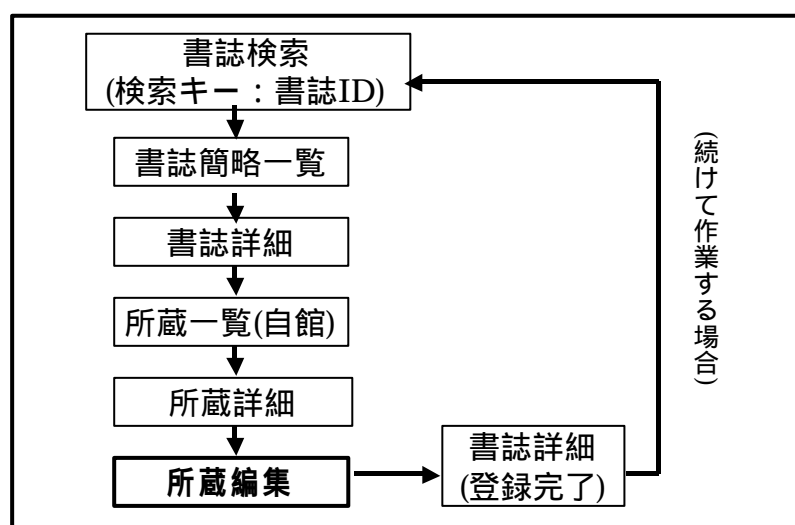 書誌検索
(検索キー：書誌ID)
書誌簡略一覧
書誌詳細
所蔵一覧(自館)
所蔵詳細
所蔵編集
書誌詳細
(登録完了)
(続けて作業する場合)